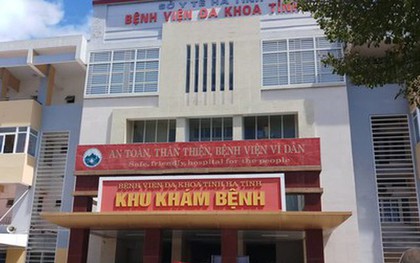 SỞ Y TẾ HÀ TĨNH
BỆNH VIỆN ĐA KHOA TỈNH
AN TOÀN, THÂN THIỆN, BỆNH VIỆN VÌ DÂN
Safe, friendly, hospital for the people
BỆNH VIỆN ĐA KHOA TỈNH HÀ TĨNH
KHU KHÁM BỆNH